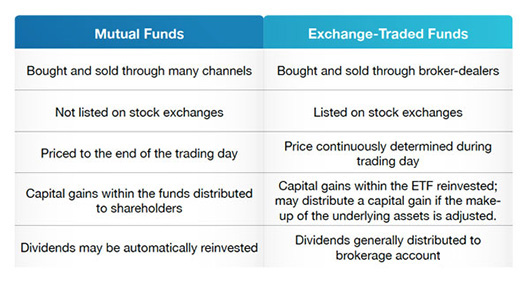 Mutual Funds
Exchange-Traded Funds
Bought and sold through many channels
Bought and sold through broker-dealers
Not listed on stock exchanges
Listed on stock exchanges
Priced to the end of the trading day
Price continuously determined during
trading day
Capital gains within the funds distributed
to shareholders
Capital gains within the ETF reinvested;
may distribute a capital gain if the make-
up of the underlying assets is adjusted.
Dividends may be automatically reinvested
Dividends generally distributed to
brokerage account